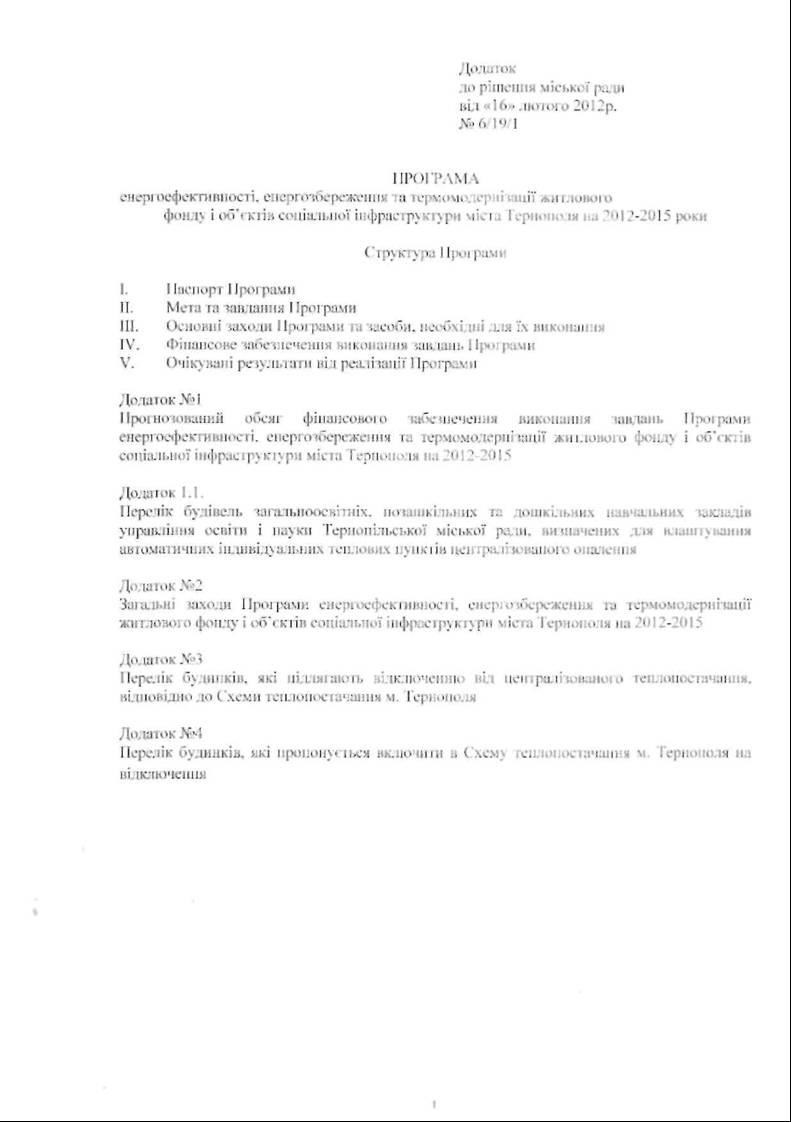 Додаток
до рішення міської ради
від «16» лютого 2012р.
№ 6/19/1
ПРОГРАМА
енергоефективності, енергозбереження та термомодернізації житлового
фонду і об’єктів соціальної інфраструктури міста Тернополя на 2012-2015 роки
Структура Програми
I. Паспорт Програми
II. Мета та завдання Програми
III. Основні заходи Програми та засоби, необхідні для їх виконання
IV. Фінансове забезпечення виконання завдань Програми
V. Очікувані результати від реалізації Програми
Додаток №1
Прогнозований обсяг фінансового забезпечення виконання завдань Програми
енергоефективності, енергозбереження та термомодернізації житлового фонду і об’єктів
соціальної інфраструктури міста Тернополя на 2012-2015
Додаток 1.1.
Перелік будівель загальноосвітніх, позашкільних та дошкільних навчальних закладів
управління освіти і науки Тернопільської міської ради, визначених для влаштування
автоматичних індивідуальних теплових пунктів централізованого опалення
Додаток №2
Загальні заходи Програми енергоефективності, енергозбереження та термомодернізації
житлового фонду і об’єктів соціальної інфраструктури міста Тернополя на 2012-2015
Додаток №3
Перелік будинків, які підлягають відключенню від централізованого теплопостачання,
відповідно до Схеми теплопостачання м. Тернополя
Додаток №4
Перелік будинків, які пропонується включити в Схему теплопостачання м. Тернополя на
відключення
1